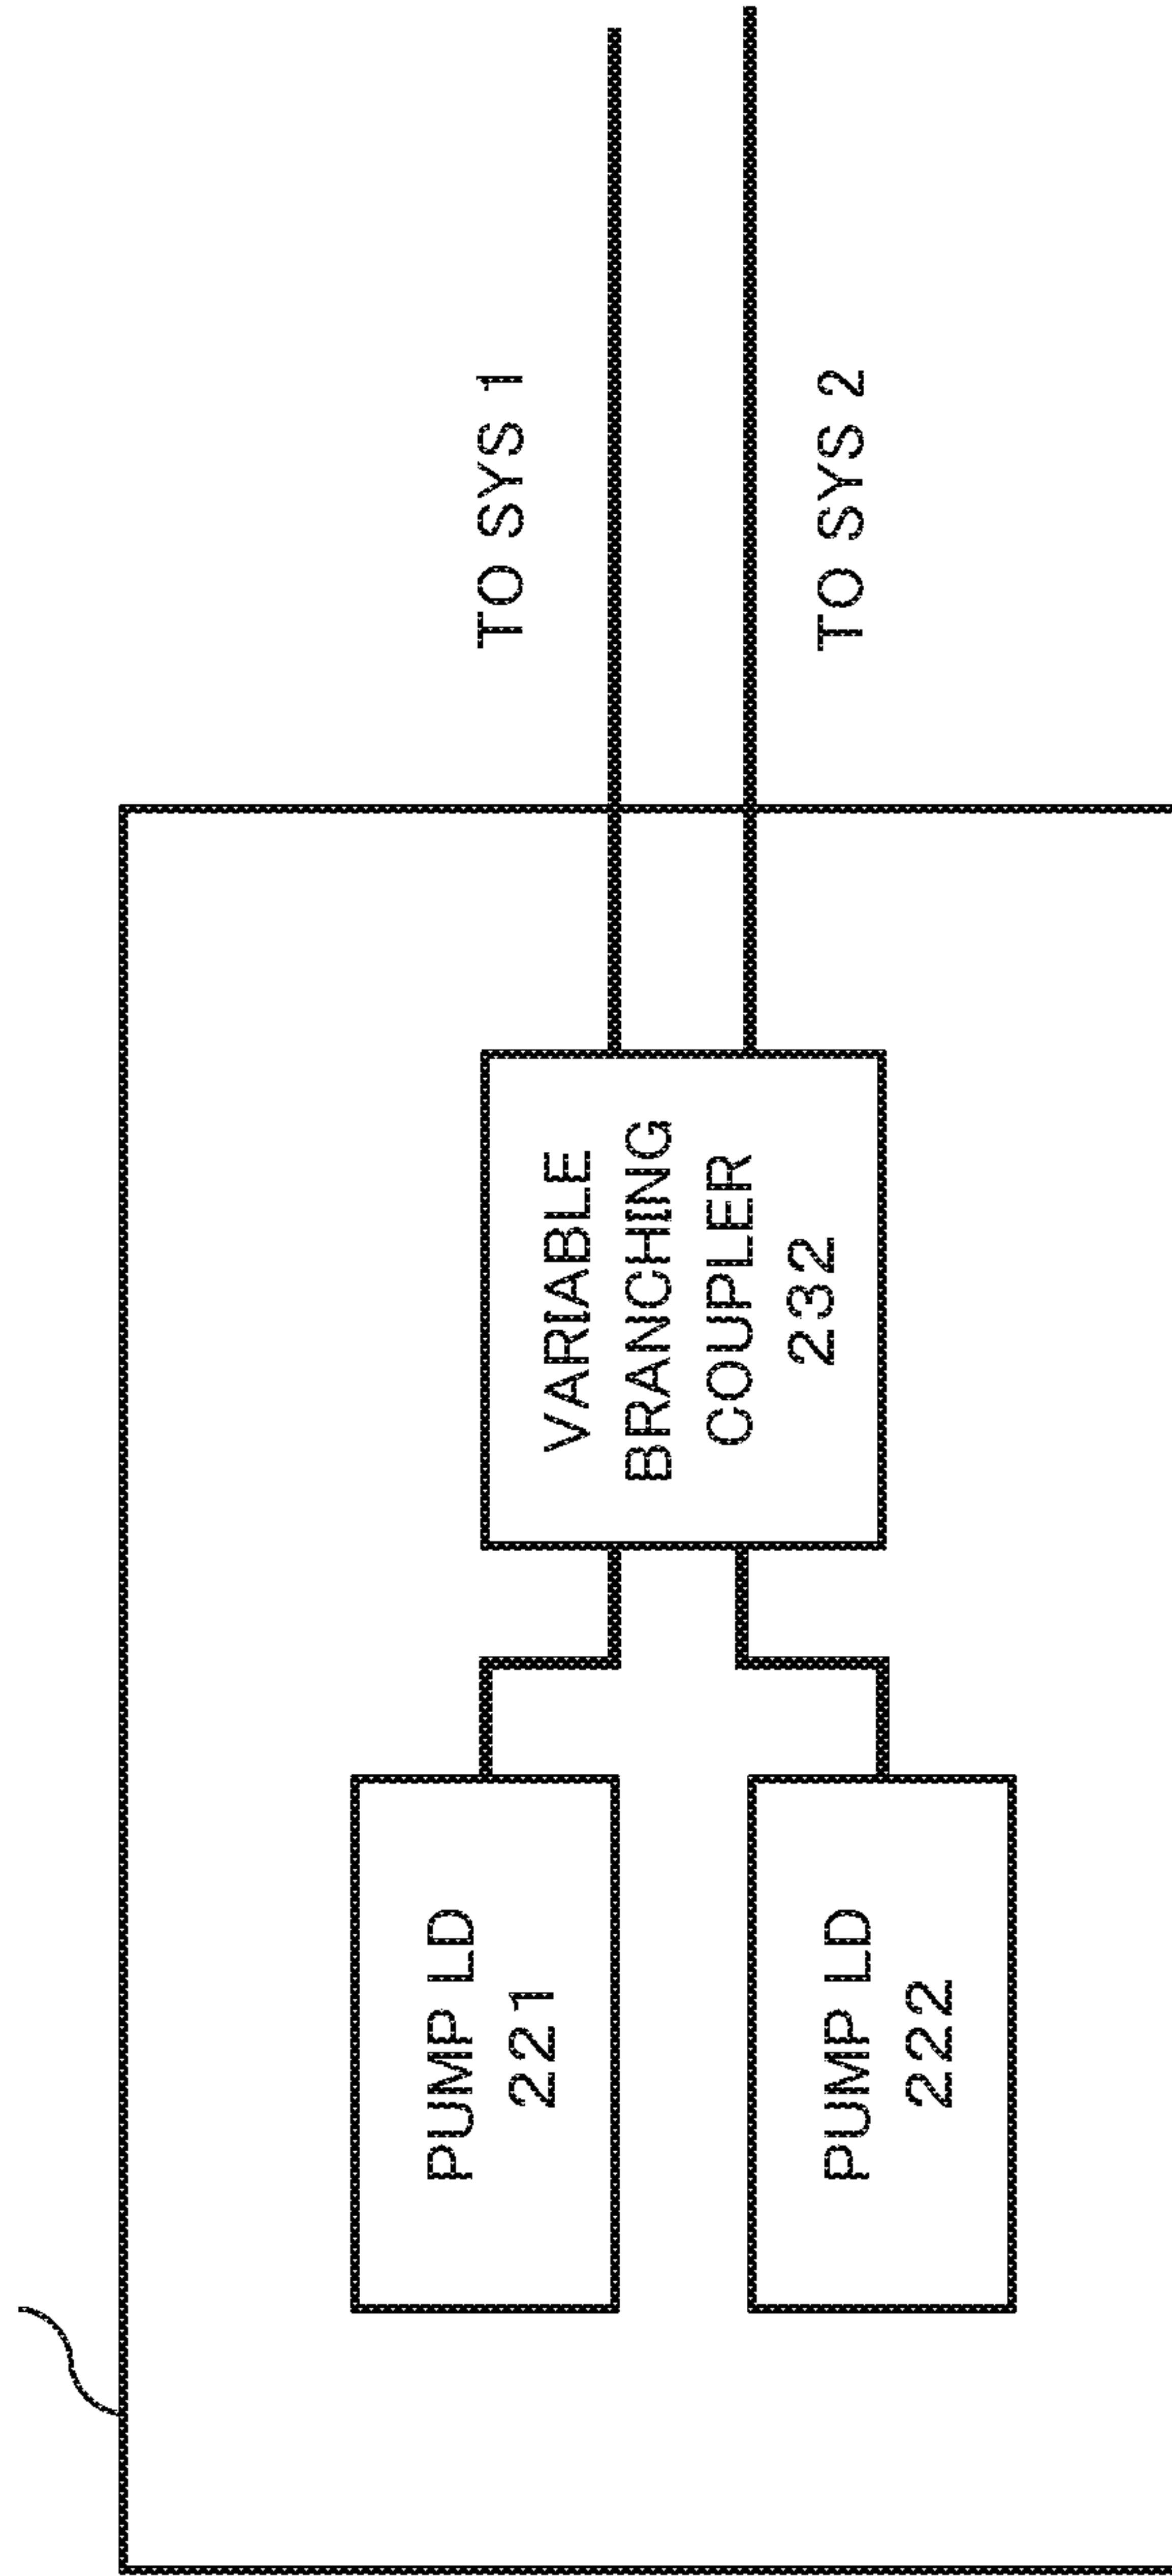 PUMP LD
221
PUMP LD
222
VARIABLE
BRANCHING
COUPLER
232
TO SYS 1
TO SYS 2